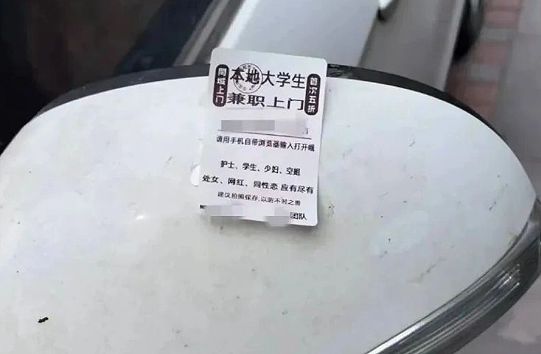 同城上门
本地大学生
首次五折
兼职上门
请用手机自带浏览器输入打开哦
护士、学生、少妇、空姐
处女、网红、同性恋 应有尽有
建议拍照保存,以防不时之需
团队